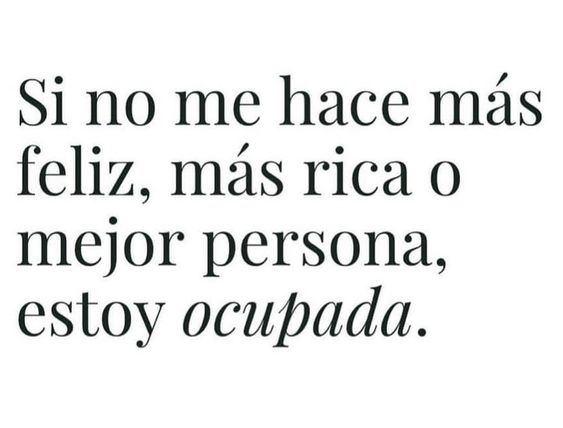 Si no me hace más
feliz, más rica o
mejor persona,
estoy ocupada.